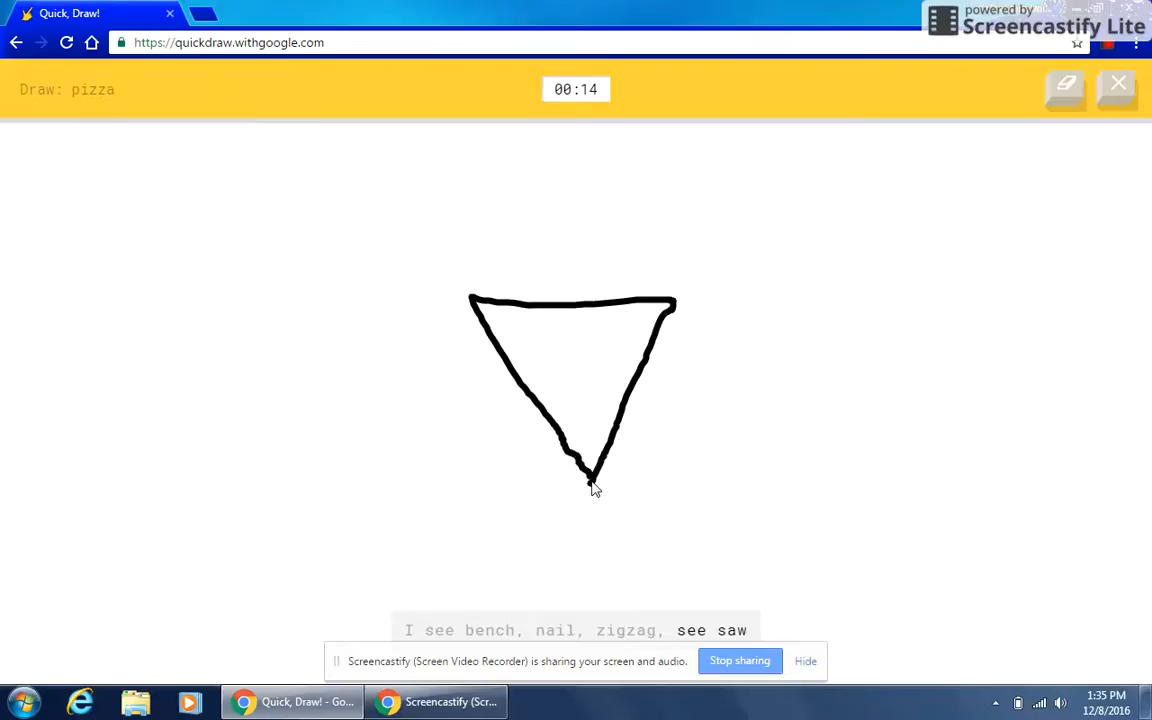 Quick, Draw!
powered by
Screencastify Lite
https://quickdraw.withgoogle.com
Draw: pizza
00:14
I see bench, nail, zigzag, see saw
Screencastify (Screen Video Recorder) is sharing your screen and audio.
Stop sharing
Hide
Quick, Draw! - Go...
Screencastify (Scr...
1:35 PM
12/8/2016